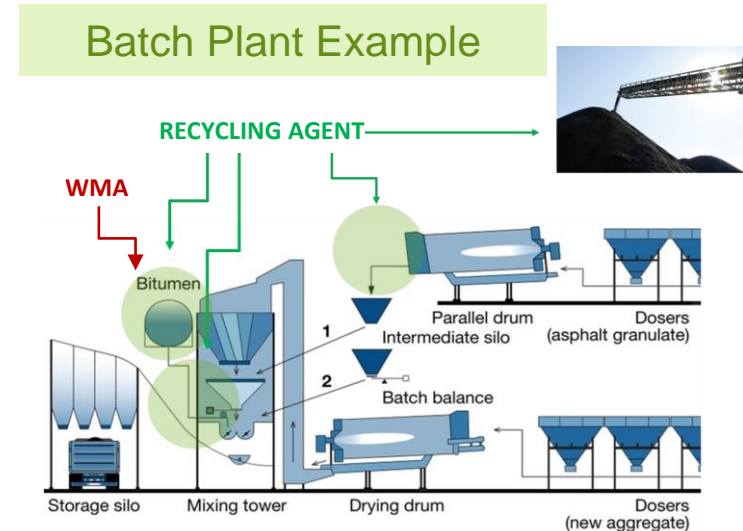 Batch Plant Example
RECYCLING AGENT
WMA
Bitumen
1
2
Parallel drum
Intermediate silo
Dosers
(asphalt granulate)
Batch balance
Storage silo
Mixing tower
Drying drum
Dosers
(new aggregate)